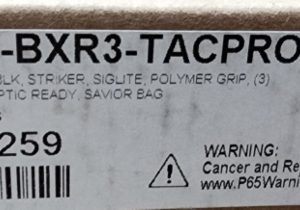 -BXR3-TACPRO
BLK, STRIKER, SIGLITE, POLYMER GRIP, (3)
PTIC READY, SAVIOR BAG
259
WARNING:
Cancer and Re
www.P65Warni